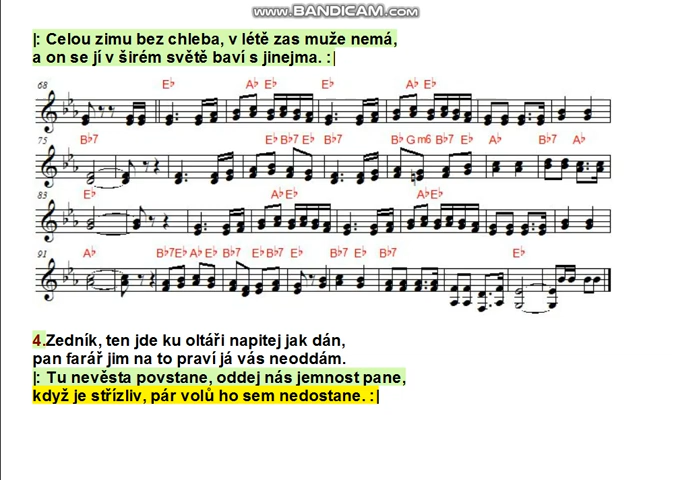 www.BANDICAM.com
|: Celou zimu bez chleba, v létě zas muže nemá,
a on se jí v širém světě baví s jinejma. :|
68 E♭ A♭ E♭ E♭ A♭ E♭
75 B♭7 E♭ B♭7 E♭ B♭7 B♭ Gm6 B♭7 E♭ A♭ B♭7 A♭
83 E♭ A♭ E♭ A♭ E♭
91 A♭ B♭7 E♭ A♭ E♭ B♭7 E♭ B♭7 E♭ B♭7 E♭ B♭7 E♭
4.Zedník, ten jde ku oltáři napitej jak dán,
pan farář jim na to praví já vás neoddám.
|: Tu nevěsta povstane, oddej nás jemnost pane,
když je střízliv, pár volů ho sem nedostane. :|